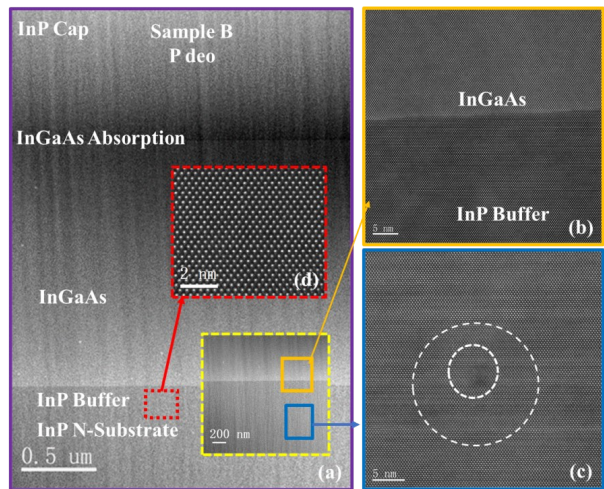 InP Cap
Sample B
P deo
InGaAs Absorption
2 nm
(d)
InGaAs
InP Buffer
InP N-Substrate
200 nm
0.5 um
(a)
InGaAs
InP Buffer
5 nm
(b)
5 nm
(c)